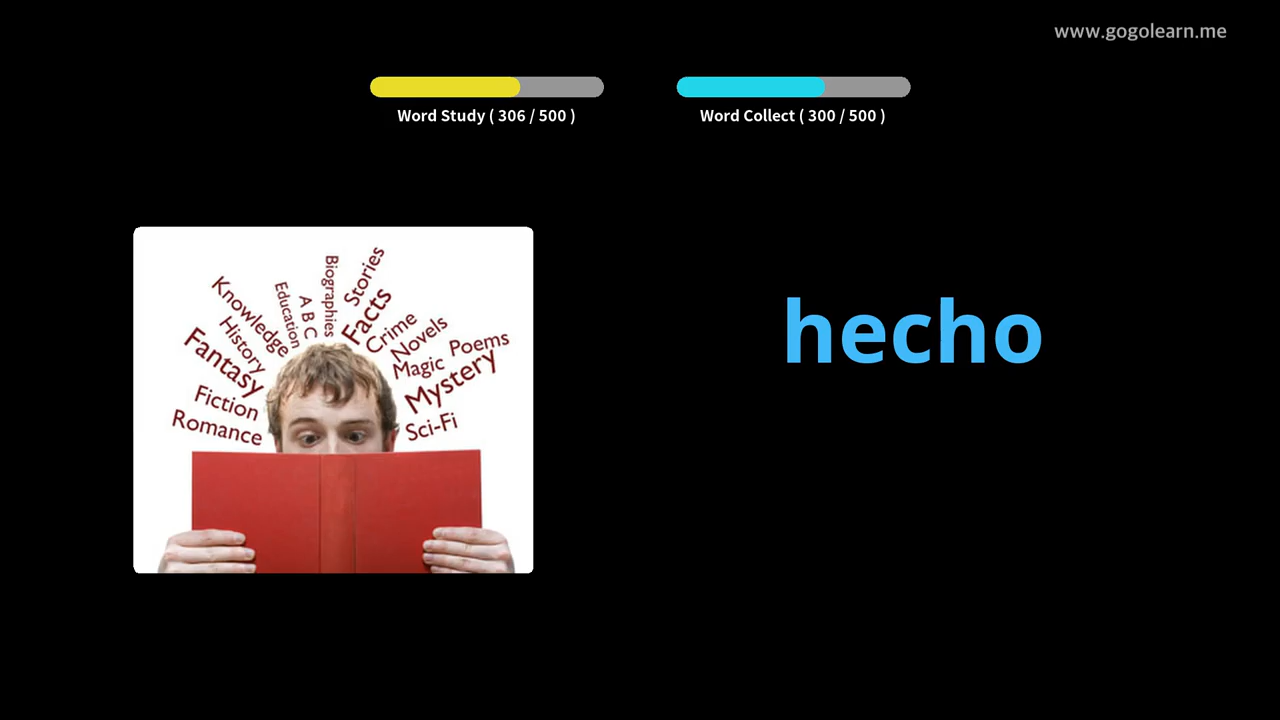 www.gogolearn.me
Word Study ( 306 / 500 )
Word Collect ( 300 / 500 )
Romance
Fiction
Fantasy
History
Knowledge
Education
A B C
Biographies
Stories
Facts
Crime
Novels
Magic
Poems
Mystery
Sci-Fi
hecho